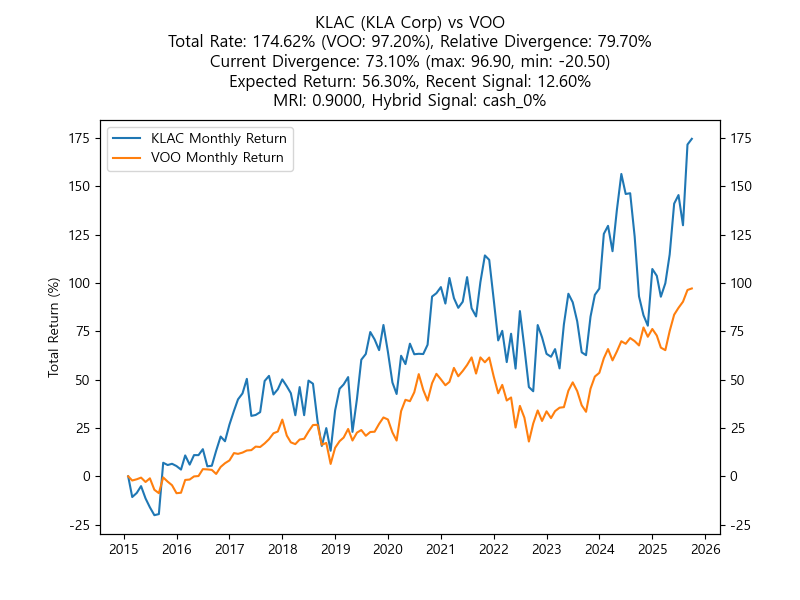 KLAC (KLA Corp) vs VOO
Total Rate: 174.62% (VOO: 97.20%), Relative Divergence: 79.70%
Current Divergence: 73.10% (max: 96.90, min: -20.50)
Expected Return: 56.30%, Recent Signal: 12.60%
MRI: 0.9000, Hybrid Signal: cash_0%
KLAC Monthly Return
VOO Monthly Return
Total Return (%)
175
150
125
100
75
50
25
0
-25
175
150
125
100
75
50
25
0
-25
2015 2016 2017 2018 2019 2020 2021 2022 2023 2024 2025 2026